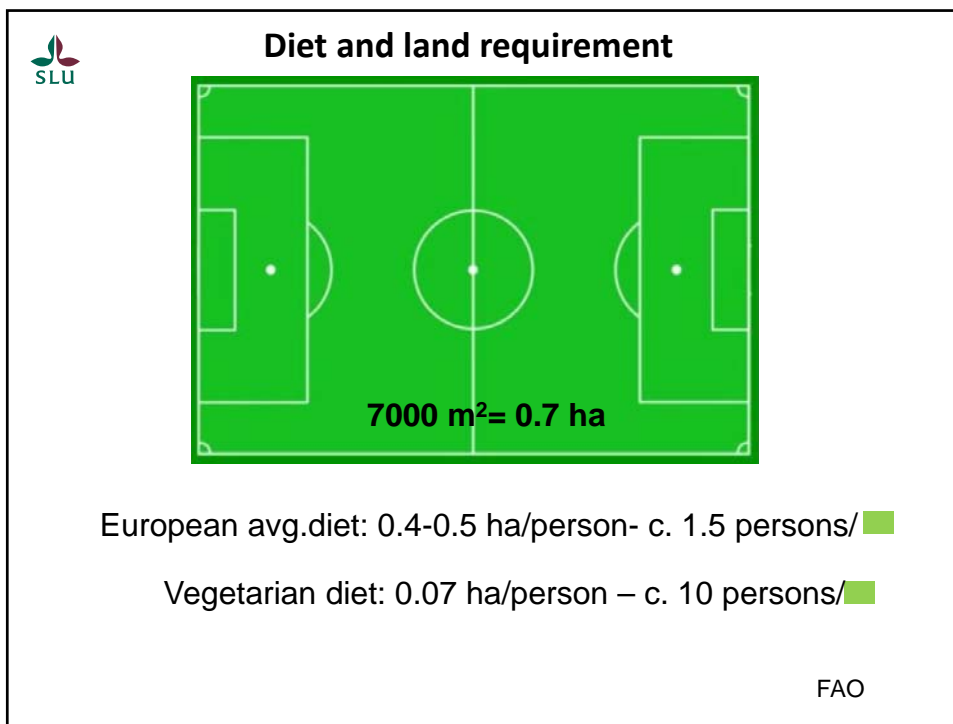 SLU
Diet and land requirement
7000 m²= 0.7 ha
European avg.diet: 0.4-0.5 ha/person- c. 1.5 persons/
Vegetarian diet: 0.07 ha/person – c. 10 persons/
FAO